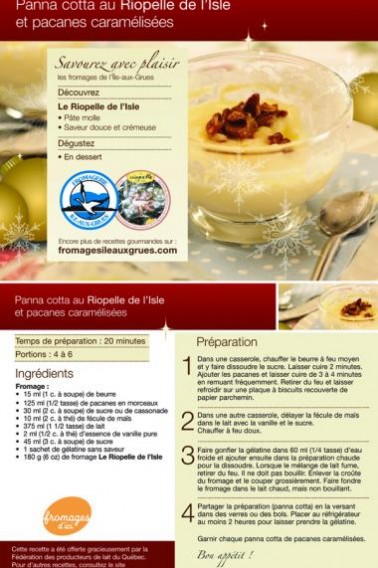 Panna cotta au Riopelle de l'Isle
et pacanes caramélisées
Savourez avec plaisir
les fromages de l'Île-aux-Grues
Découvrez
Le Riopelle de l'Isle
• Pâte molle
• Saveur douce et crémeuse
Dégustez
• En dessert
FROMAGERIE
ILE-AUX-GRUES
riopelle
Encore plus de recettes gourmandes sur :
fromagesileauxgrues.com
Panna cotta au Riopelle de l'Isle
et pacanes caramélisées
Temps de préparation : 20 minutes
Portions : 4 à 6
Ingrédients
Fromage :
• 15 ml (1 c. à soupe) de beurre
• 125 ml (1/2 tasse) de pacanes en morceaux
• 30 ml (2 c. à soupe) de sucre ou de cassonade
• 10 ml (2 c. à thé) de fécule de maïs
• 375 ml (1 1/2 tasse) de lait
• 2 ml (1/2 c. à thé) d'essence de vanille pure
• 45 ml (3 c. à soupe) de sucre
• 1 sachet de gélatine sans saveur
• 180 g (6 oz) de fromage Le Riopelle de l'Isle
fromages
d'ici
Cette recette a été offerte gracieusement par la
Fédération des producteurs de lait du Québec.
Pour d'autres recettes, consultez le site
Préparation
1 Dans une casserole, chauffer le beurre à feu moyen
et y faire dissoudre le sucre. Laisser cuire 2 minutes.
Ajouter les pacanes et laisser cuire de 3 à 4 minutes
en remuant fréquemment. Retirer du feu et laisser
refroidir sur une plaque à biscuits recouverte de
papier parchemin.
2 Dans une autre casserole, délayer la fécule de maïs
dans le lait avec la vanille et le sucre.
Chauffer à feu doux.
3 Faire gonfler la gélatine dans 60 ml (1/4 tasse) d'eau
froide et ajouter ensuite dans la préparation chaude
pour la dissoudre. Lorsque le mélange de lait fume,
retirer du feu. Il ne doit pas bouillir. Enlever la croûte
du fromage et le couper grossièrement. Faire fondre
le fromage dans le lait chaud, mais non bouillant.
4 Partager la préparation (panna cotta) en la versant
dans des verres ou des bols. Placer au réfrigérateur
au moins 2 heures pour laisser prendre la gélatine.
Garnir chaque panna cotta de pacanes caramélisées.
Bon appétit !